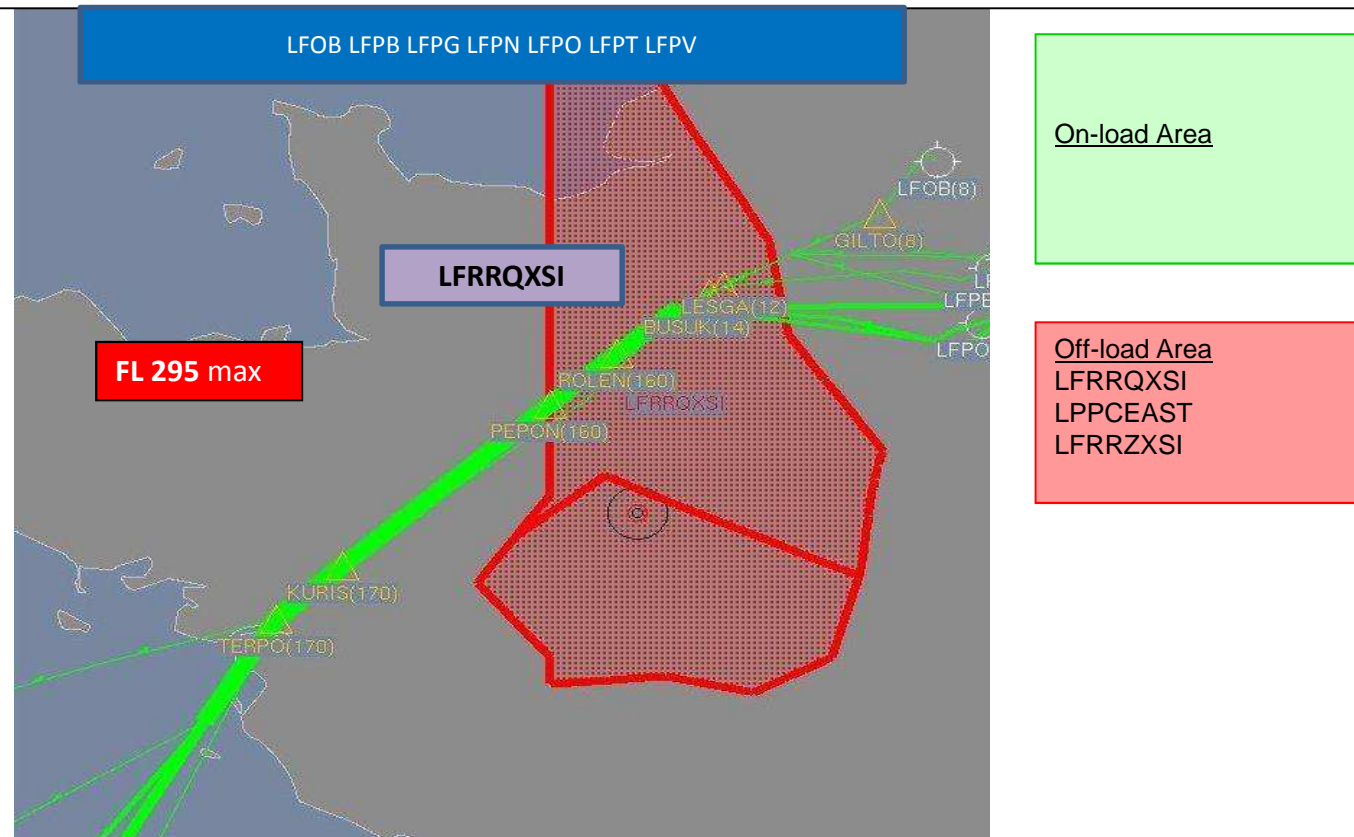 LFOB LFPB LFPG LFPN LFPO LFPT LFPV
On-load Area
LFOB(8)
GILTO(8)
LFRRQXSI
LESGA(12)
BUSUK(14)
LFPO
Off-load Area
LFRRQXSI
LPPCEAST
LFRRZXSI
FL 295 max
ROLEN(160)
LFRRQXSI
PEPON(160)
KURIS(170)
TERPO(170)